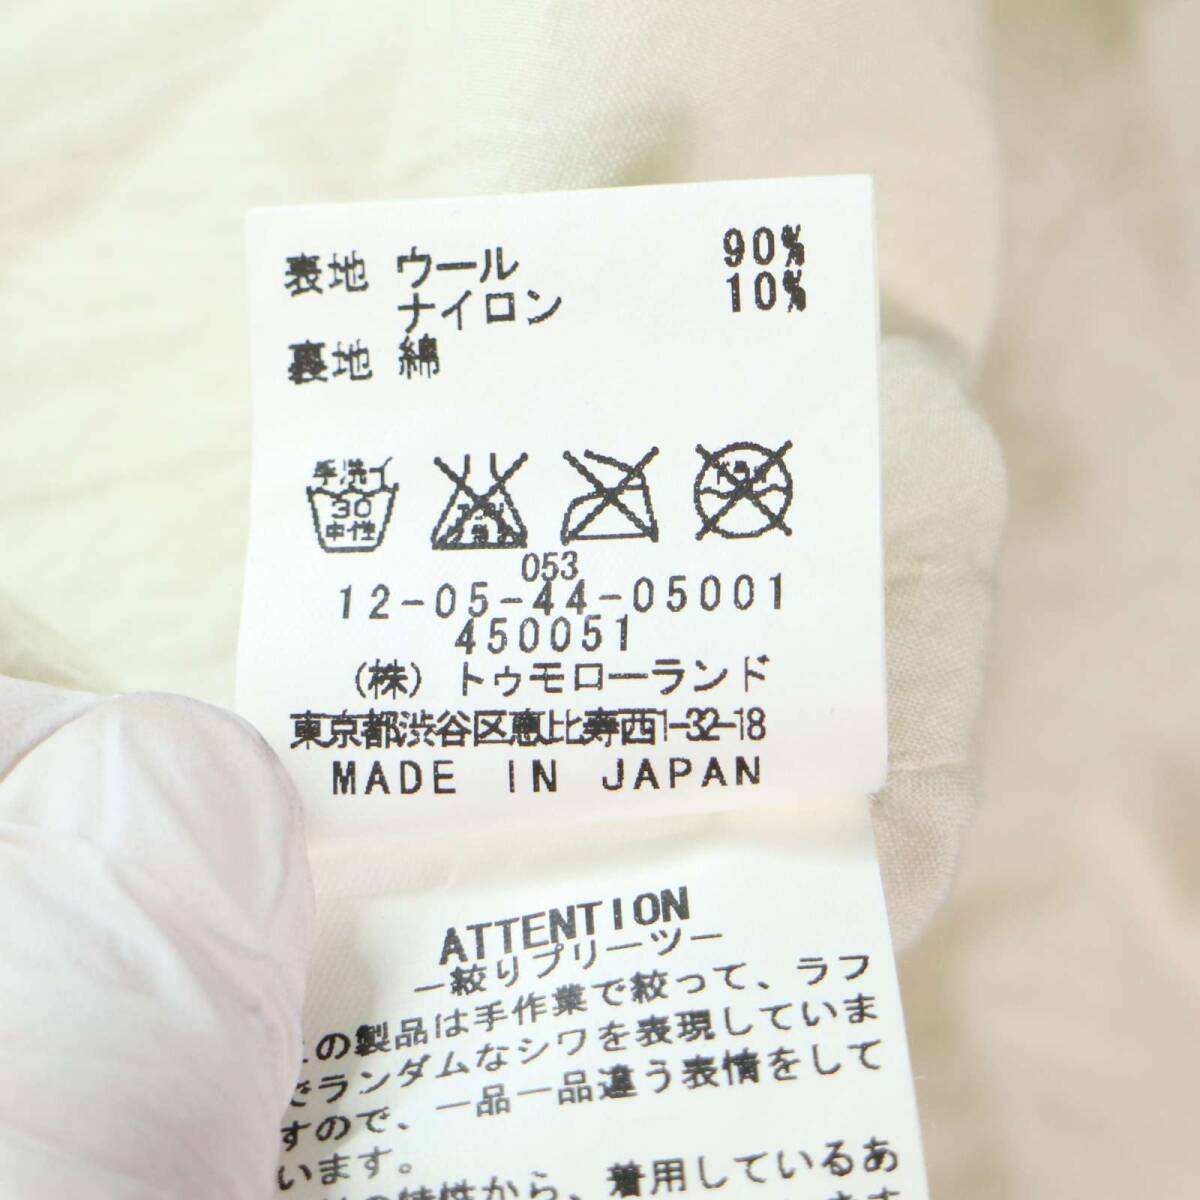 表地 ウール 90%
ナイロン 10%
裏地 綿
手洗イ
30
中性
ドライ
053
12-05-44-05001
450051
(株) トゥモローランド
東京都渋谷区恵比寿西1-32-18
MADE IN JAPAN
ATTENTION
-絞りプリーツ-
の製品は手作業で絞って、ラフ
でランダムなシワを表現していま
すので、一品一品違う表情をして
います。
の特性から、着用しているあ